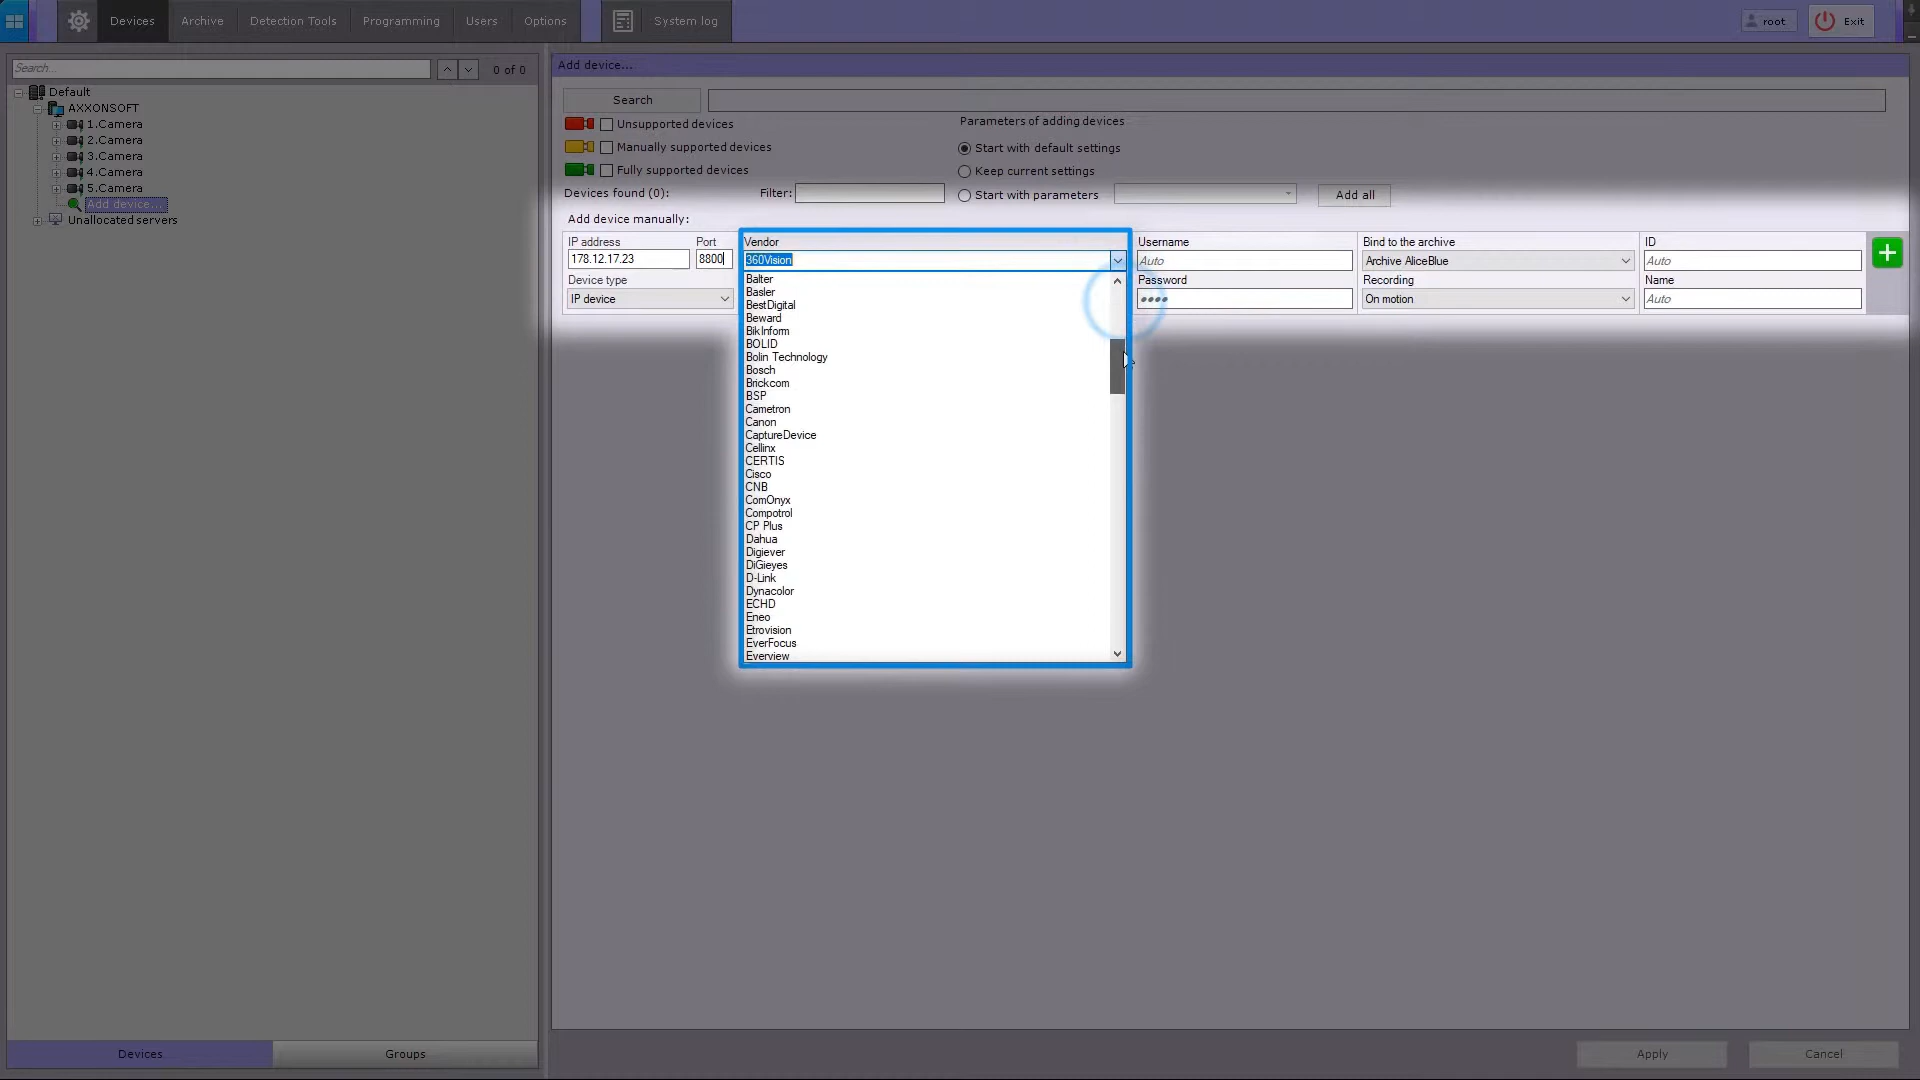 Devices
Archive
Detection Tools
Programming
Users
Options
System log
root
Exit
Search...
0 of 0
Default
AXXONSOFT
1.Camera
2.Camera
3.Camera
4.Camera
5.Camera
Add device...
Unallocated servers
Add device...
Search
Unsupported devices
Manually supported devices
Fully supported devices
Parameters of adding devices
Start with default settings
Keep current settings
Start with parameters
Add all
Devices found (0):
Filter:
Add device manually:
IP address
Port
Vendor
Username
Bind to the archive
ID
178.12.17.23
8800
360Vision
Auto
Archive AliceBlue
Auto
Device type
Password
Recording
Name
IP device
••••
On motion
Auto
Balter
Basler
BestDigital
Beward
BikInform
BOLID
Bolin Technology
Bosch
Brickcom
BSP
Cametron
Canon
CaptureDevice
Cellinx
CERTIS
Cisco
CNB
ComOnyx
Compotrol
CP Plus
Dahua
Digiever
DiGieyes
D-Link
Dynacolor
ECHD
Eneo
Etrovision
EverFocus
Everview
Devices
Groups
Apply
Cancel